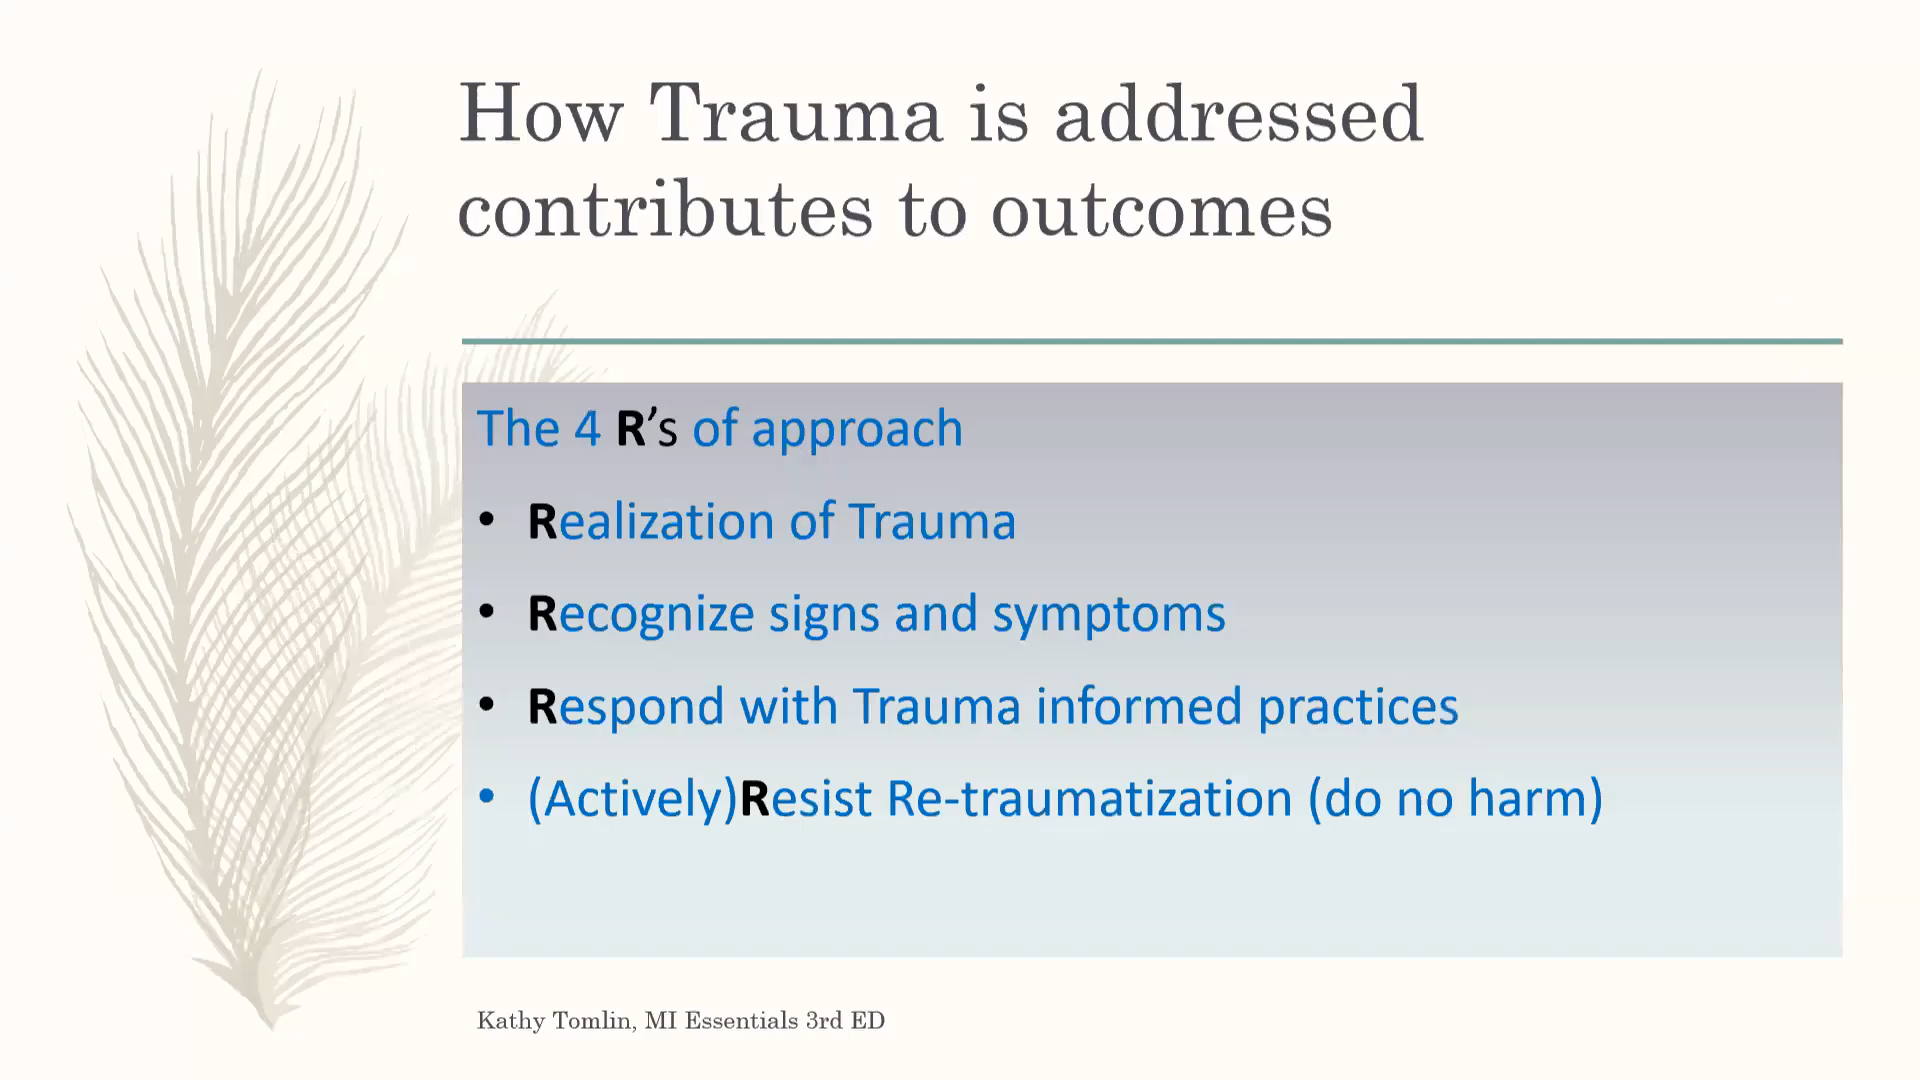 How Trauma is addressed
contributes to outcomes
The 4 R’s of approach
• Realization of Trauma
• Recognize signs and symptoms
• Respond with Trauma informed practices
• (Actively)Resist Re-traumatization (do no harm)
Kathy Tomlin, MI Essentials 3rd ED